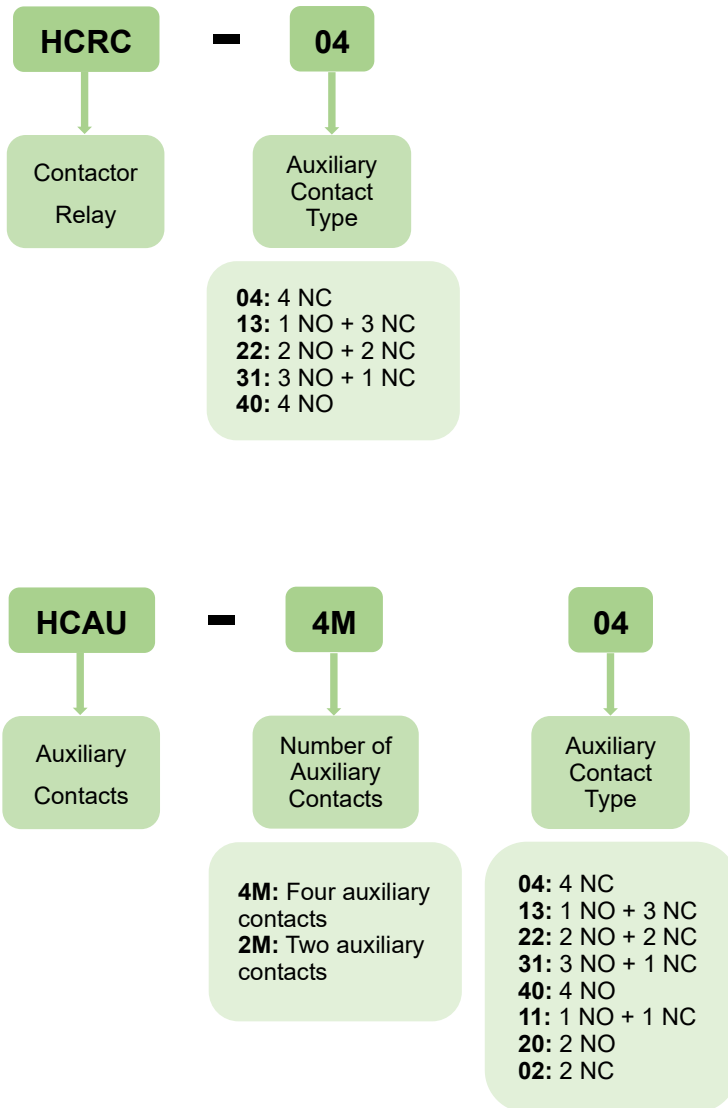 HCRC - 04
Contactor
Relay
Auxiliary
Contact
Type
04: 4 NC
13: 1 NO + 3 NC
22: 2 NO + 2 NC
31: 3 NO + 1 NC
40: 4 NO
HCAU - 4M 04
Auxiliary
Contacts
Number of
Auxiliary
Contacts
Auxiliary
Contact
Type
4M: Four auxiliary
contacts
2M: Two auxiliary
contacts
04: 4 NC
13: 1 NO + 3 NC
22: 2 NO + 2 NC
31: 3 NO + 1 NC
40: 4 NO
11: 1 NO + 1 NC
20: 2 NO
02: 2 NC